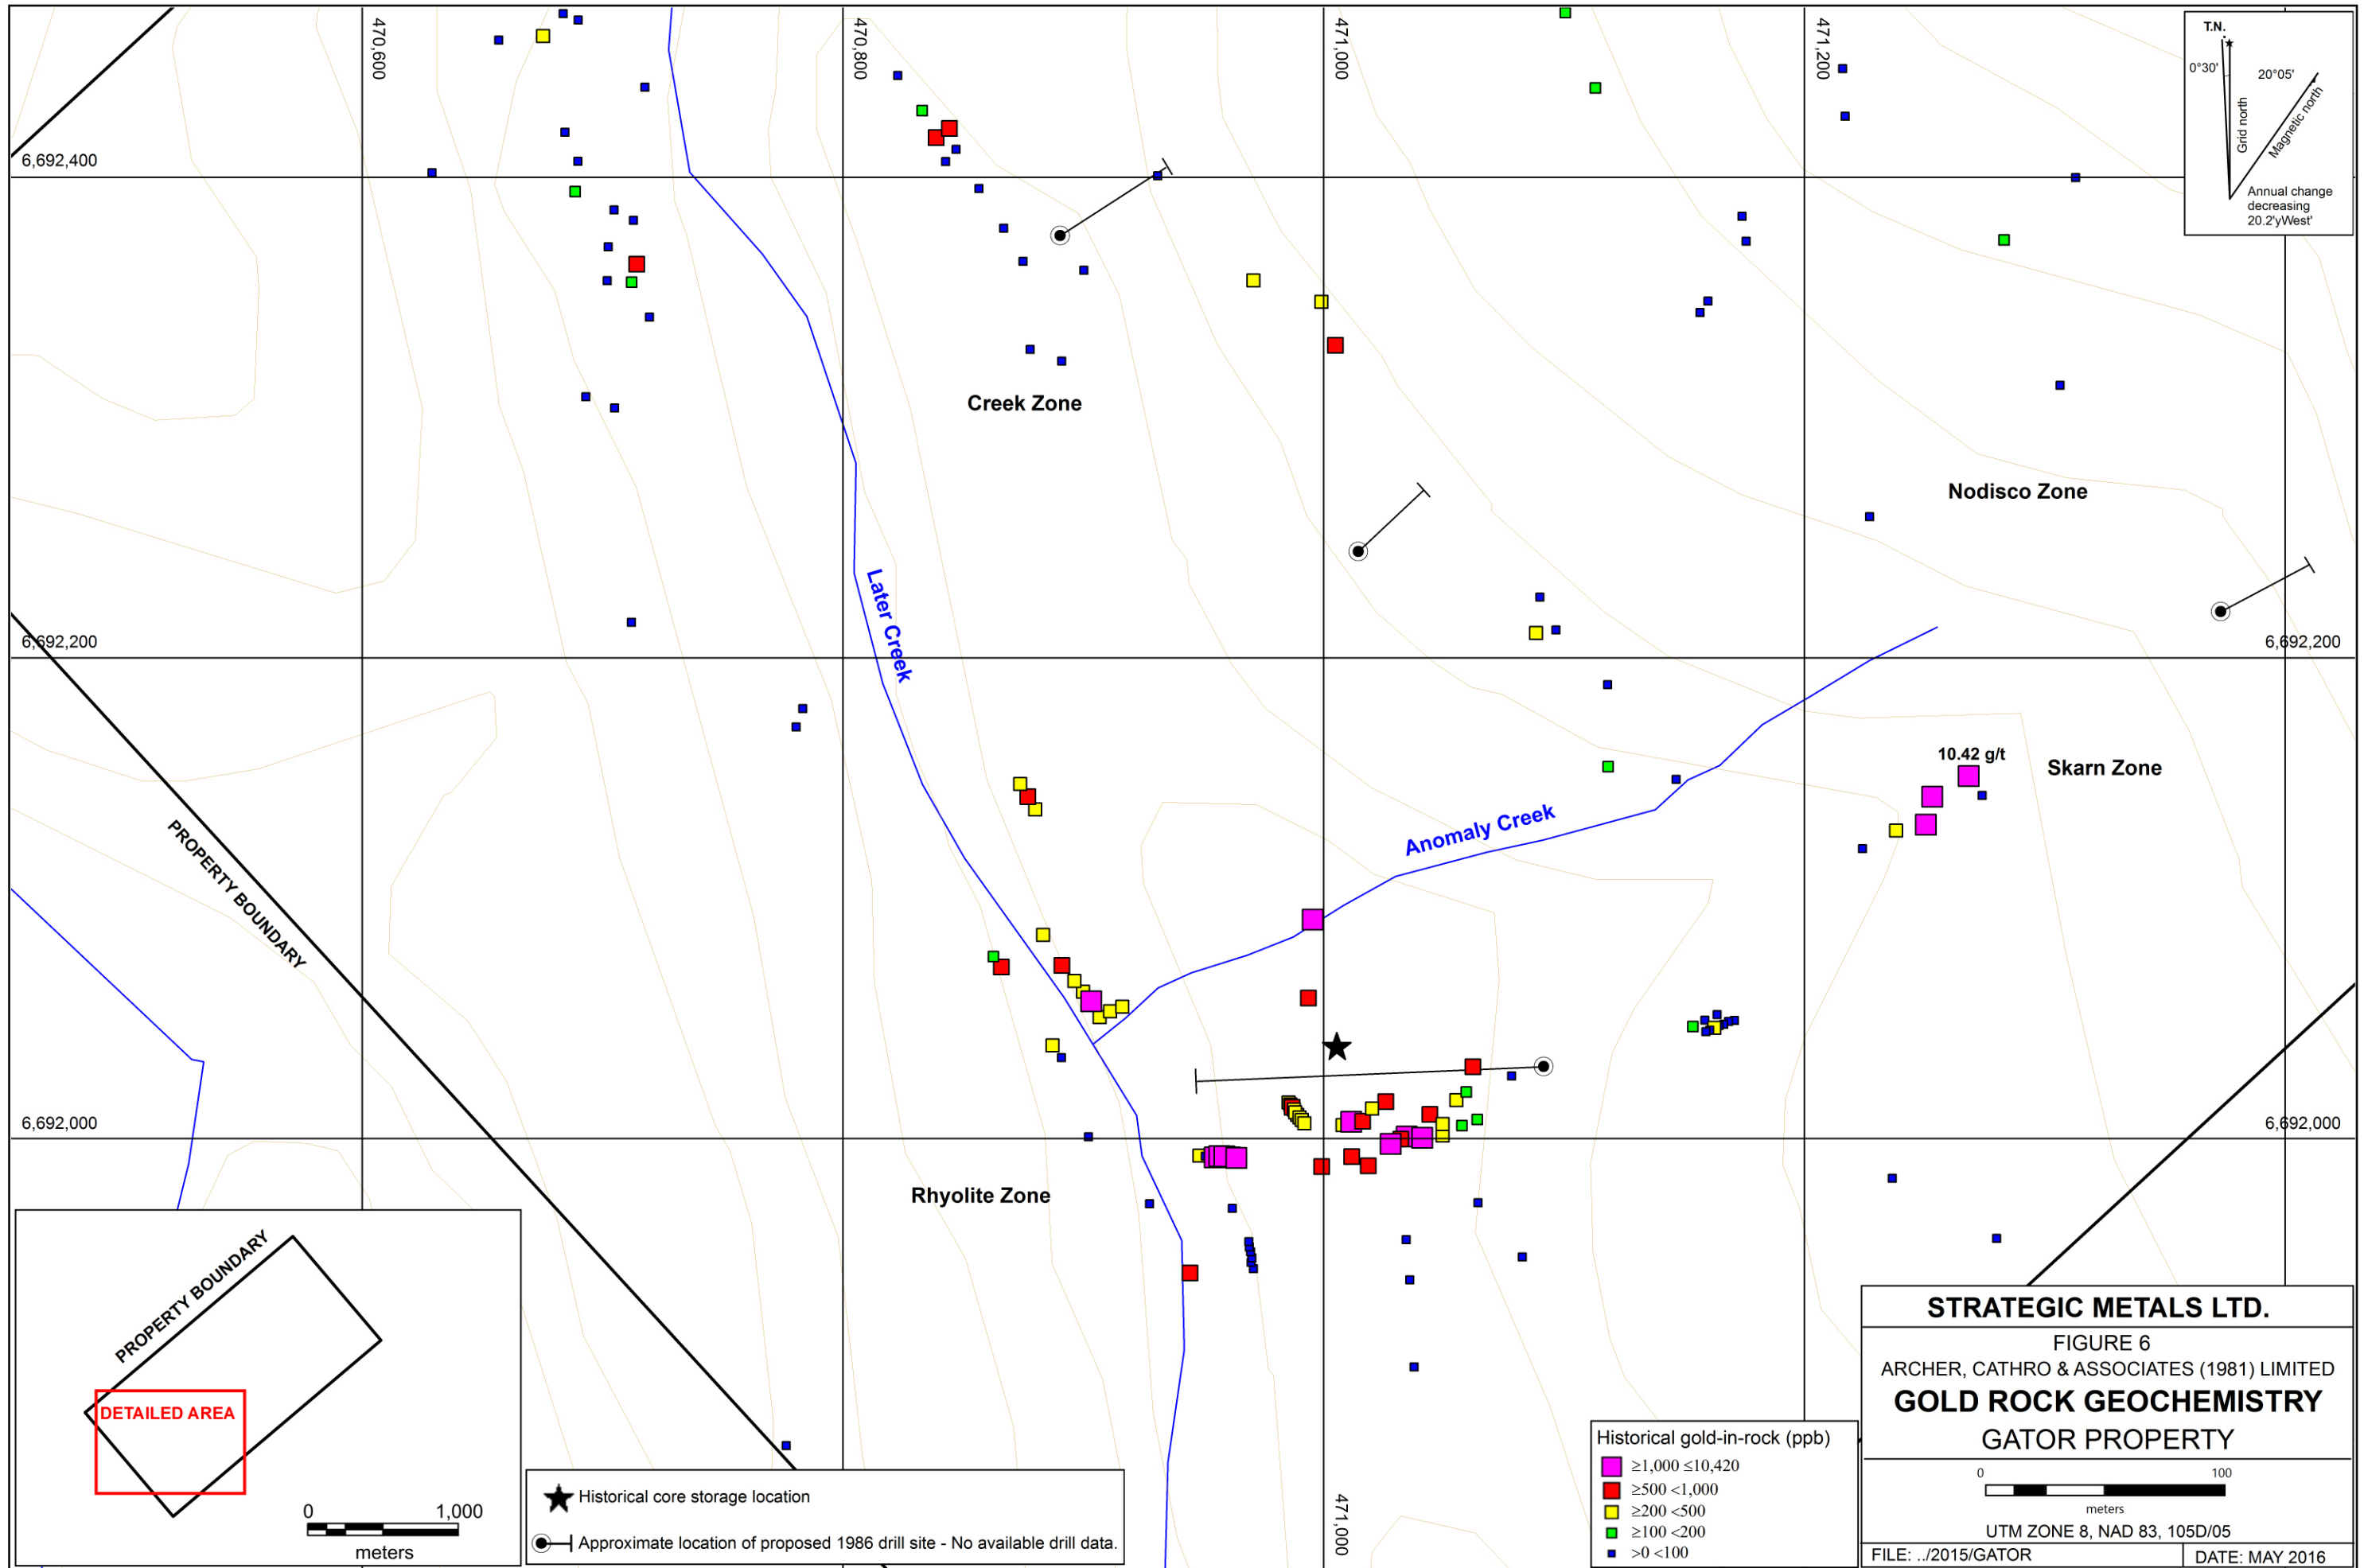 470,600
470,800
471,000
471,200
T.N.
0°30'
20°05'
Grid north
Magnetic north
Annual change
decreasing
20.2'yWest'
6,692,400
Creek Zone
Nodisco Zone
Later Creek
6,692,200
6,692,200
10.42 g/t
Skarn Zone
Anomaly Creek
PROPERTY BOUNDARY
6,692,000
6,692,000
Rhyolite Zone
PROPERTY BOUNDARY
DETAILED AREA
0 1,000
meters
Historical core storage location
Approximate location of proposed 1986 drill site - No available drill data.
471,000
Historical gold-in-rock (ppb)
≥1,000 ≤10,420
≥500 <1,000
≥200 <500
≥100 <200
>0 <100
STRATEGIC METALS LTD.
FIGURE 6
ARCHER, CATHRO & ASSOCIATES (1981) LIMITED
GOLD ROCK GEOCHEMISTRY
GATOR PROPERTY
0 100
meters
UTM ZONE 8, NAD 83, 105D/05
FILE: ../2015/GATOR
DATE: MAY 2016